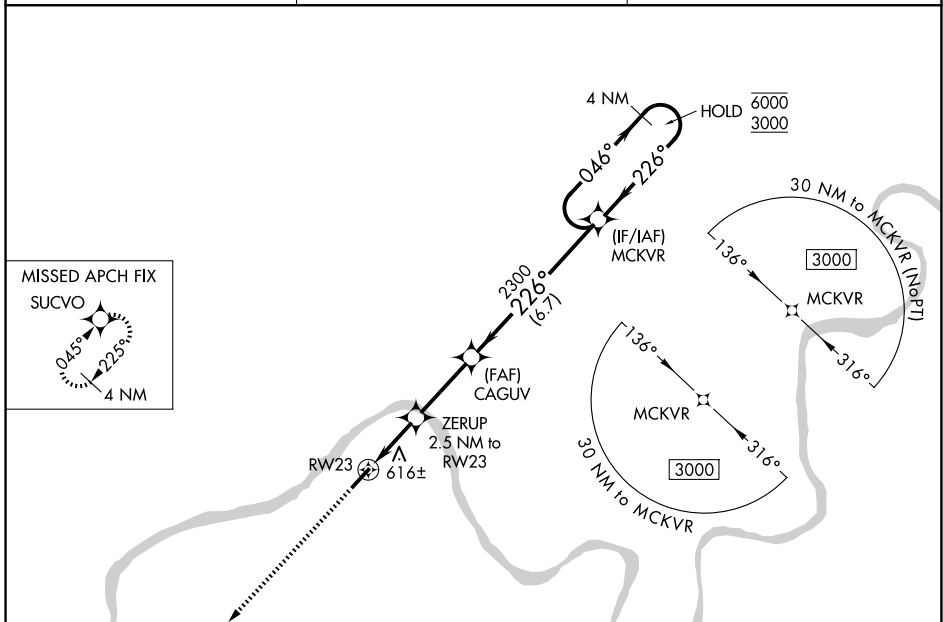 4 NM
HOLD 6000
3000
046°
226°
(IF/IAF)
MCKVR
2300
226°
(6.7)
30 NM to MCKVR (NoPT)
136°
3000
MCKVR
316°
MISSED APCH FIX
SUCVO
045°
225°
4 NM
(FAF)
CAGUV
136°
MCKVR
316°
3000
30 NM to MCKVR
ZERUP
2.5 NM to
RW23
RW23
616±